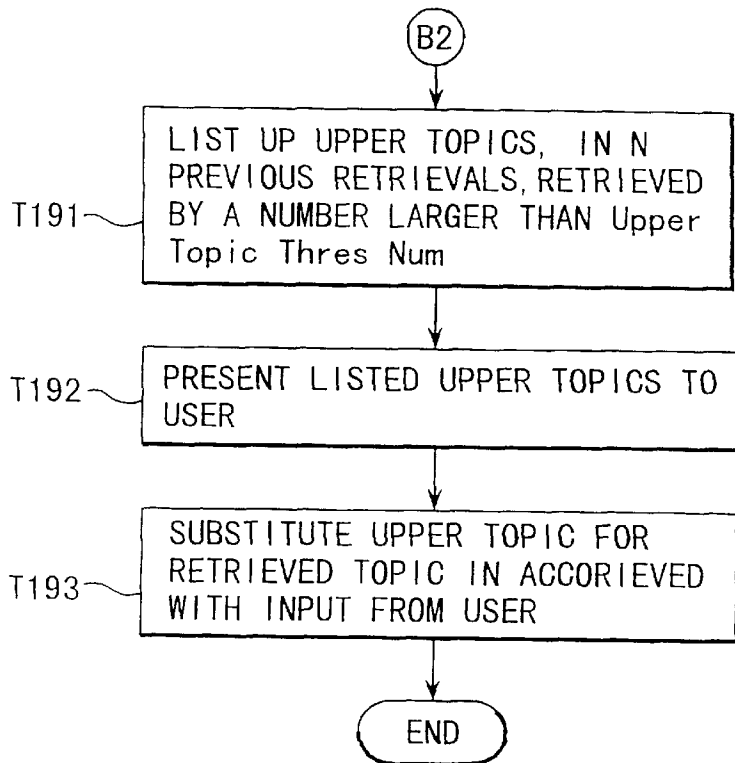 B2
T191
LIST UP UPPER TOPICS, IN N
PREVIOUS RETRIEVALS, RETRIEVED
BY A NUMBER LARGER THAN Upper
Topic Thres Num
T192
PRESENT LISTED UPPER TOPICS TO
USER
T193
SUBSTITUTE UPPER TOPIC FOR
RETRIEVED TOPIC IN ACCORIEVED
WITH INPUT FROM USER
END